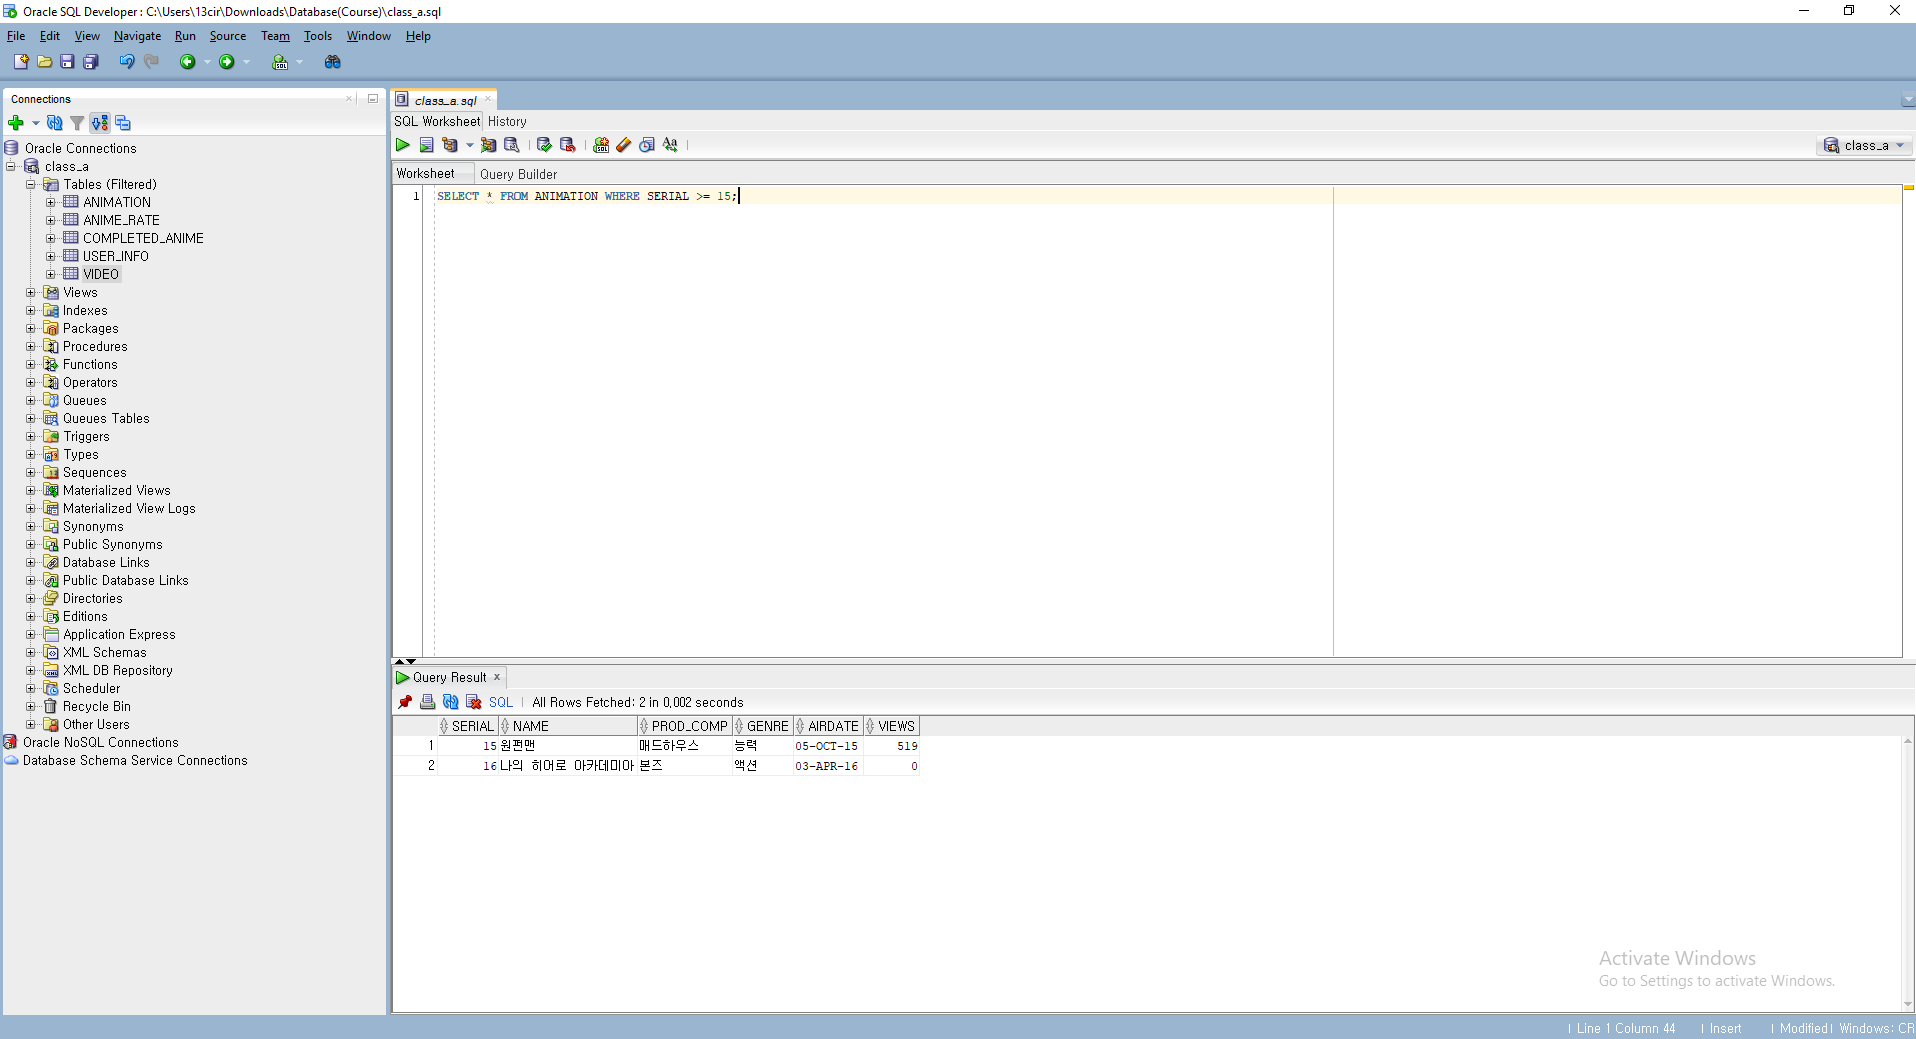 Oracle SQL Developer : C:\Users\13cir\Downloads\Database(Course)\class_a.sql
File Edit View Navigate Run Source Team Tools Window Help
Connections
Oracle Connections
class_a
Tables (Filtered)
ANIMATION
ANIME_RATE
COMPLETED_ANIME
USER_INFO
VIDEO
Views
Indexes
Packages
Procedures
Functions
Operators
Queues
Queues Tables
Triggers
Types
Sequences
Materialized Views
Materialized View Logs
Synonyms
Public Synonyms
Database Links
Public Database Links
Directories
Editions
Application Express
XML Schemas
XML DB Repository
Scheduler
Recycle Bin
Other Users
Oracle NoSQL Connections
Database Schema Service Connections
class_a.sql
SQL Worksheet History
class_a
Worksheet Query Builder
1 SELECT * FROM ANIMATION WHERE SERIAL >= 15;
Query Result
SQL | All Rows Fetched: 2 in 0,002 seconds
SERIAL NAME PROD_COMP GENRE AIRDATE VIEWS
1 15 원펀맨 매드하우스 능력 05-OCT-15 519
2 16 나의 히어로 아카데미아 본즈 액션 03-APR-16 0
Activate Windows
Go to Settings to activate Windows.
| Line 1 Column 44 | Insert | Modified | Windows: CR